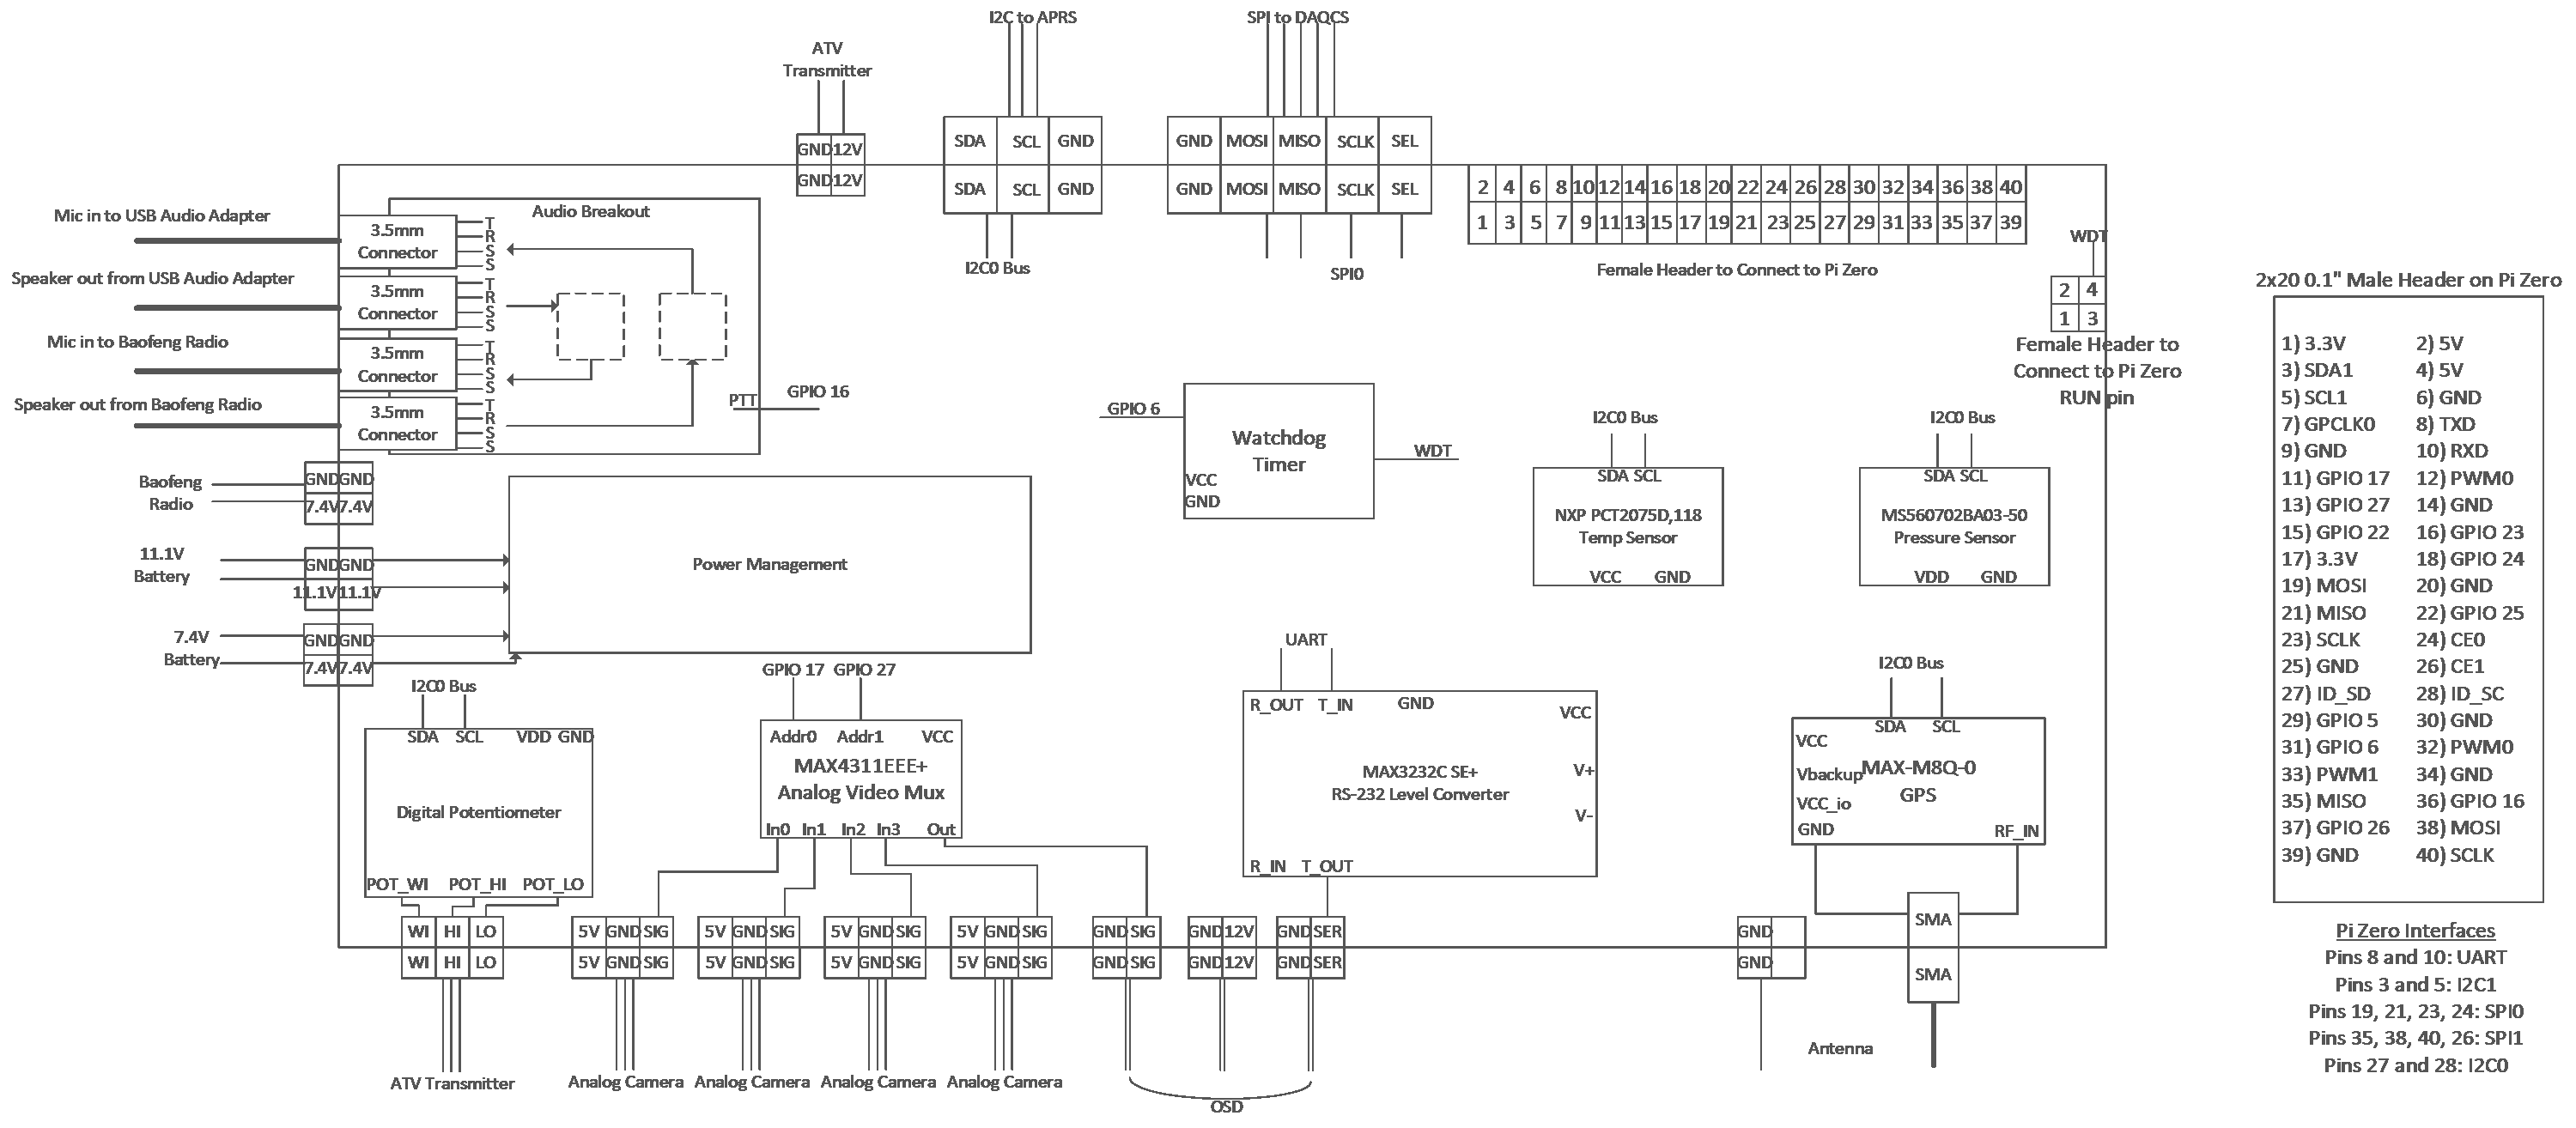 I2C to APRS
SPI to DAQCS
ATV
Transmitter
GND 12V
GND 12V
SDA SCL GND
SDA SCL GND
I2C0 Bus
GND MOSI MISO SCLK SEL
GND MOSI MISO SCLK SEL
SPI0
2 4 6 8 10 12 14 16 18 20 22 24 26 28 30 32 34 36 38 40
1 3 5 7 9 11 13 15 17 19 21 23 25 27 29 31 33 35 37 39
Female Header to Connect to Pi Zero
WDT
2 4
1 3
Female Header to
Connect to Pi Zero
RUN pin
Audio Breakout
Mic in to USB Audio Adapter
3.5mm
Connector
T
R
S
S
Speaker out from USB Audio Adapter
3.5mm
Connector
T
R
S
S
Mic in to Baofeng Radio
3.5mm
Connector
T
R
S
S
Speaker out from Baofeng Radio
3.5mm
Connector
T
R
S
S
PTT
GPIO 16
Baofeng
Radio
GND GND
7.4V 7.4V
11.1V
Battery
GND GND
11.1V 11.1V
7.4V
Battery
GND GND
7.4V 7.4V
Power Management
GPIO 6
Watchdog
Timer
VCC
GND
WDT
I2C0 Bus
SDA SCL
NXP PCT2075D,118
Temp Sensor
VCC GND
I2C0 Bus
SDA SCL
MS560702BA03-50
Pressure Sensor
VDD GND
I2C0 Bus
SDA SCL VDD GND
Digital Potentiometer
POT_WI POT_HI POT_LO
WI HI LO
WI HI LO
ATV Transmitter
GPIO 17 GPIO 27
Addr0 Addr1 VCC
MAX4311EEE+
Analog Video Mux
In0 In1 In2 In3 Out
5V GND SIG
5V GND SIG
Analog Camera
5V GND SIG
5V GND SIG
Analog Camera
5V GND SIG
5V GND SIG
Analog Camera
5V GND SIG
5V GND SIG
Analog Camera
GND SIG
GND SIG
GND 12V
GND 12V
GND SER
GND SER
OSD
UART
R_OUT T_IN GND
VCC
V+
V-
MAX3232C SE+
RS-232 Level Converter
R_IN T_OUT
I2C0 Bus
SDA SCL
VCC
Vbackup
VCC_io
GND
MAX-M8Q-0
GPS
RF_IN
GND
GND
SMA
SMA
Antenna
2x20 0.1" Male Header on Pi Zero
1) 3.3V 2) 5V
3) SDA1 4) 5V
5) SCL1 6) GND
7) GPCLK0 8) TXD
9) GND 10) RXD
11) GPIO 17 12) PWM0
13) GPIO 27 14) GND
15) GPIO 22 16) GPIO 23
17) 3.3V 18) GPIO 24
19) MOSI 20) GND
21) MISO 22) GPIO 25
23) SCLK 24) CE0
25) GND 26) CE1
27) ID_SD 28) ID_SC
29) GPIO 5 30) GND
31) GPIO 6 32) PWM0
33) PWM1 34) GND
35) MISO 36) GPIO 16
37) GPIO 26 38) MOSI
39) GND 40) SCLK
Pi Zero Interfaces
Pins 8 and 10: UART
Pins 3 and 5: I2C1
Pins 19, 21, 23, 24: SPI0
Pins 35, 38, 40, 26: SPI1
Pins 27 and 28: I2C0